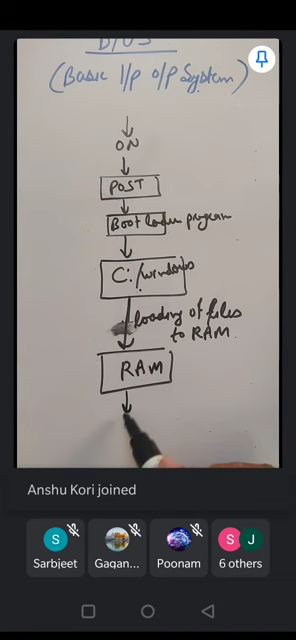 BIOS
(Basic I/p O/p System)
ON
POST
Boot loader program
C:/windows
loading of files
to RAM
RAM
Anshu Kori joined
S
S J
Sarbjeet
Gagan...
Poonam
6 others